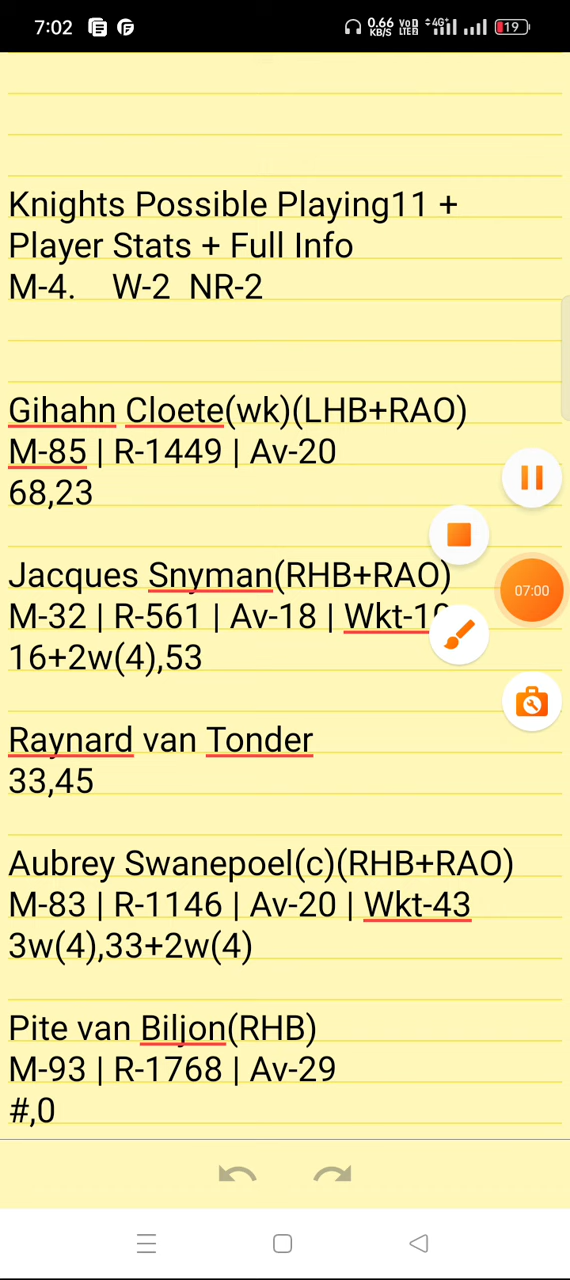 7:02
0.66 KB/S
VoD LTE2
4G
19
Knights Possible Playing11 +
Player Stats + Full Info
M-4. W-2 NR-2
Gihahn Cloete(wk)(LHB+RAO)
M-85 | R-1449 | Av-20
68,23
Jacques Snyman(RHB+RAO)
M-32 | R-561 | Av-18 | Wkt-1
16+2w(4),53
07:00
Raynard van Tonder
33,45
Aubrey Swanepoel(c)(RHB+RAO)
M-83 | R-1146 | Av-20 | Wkt-43
3w(4),33+2w(4)
Pite van Biljon(RHB)
M-93 | R-1768 | Av-29
#,0